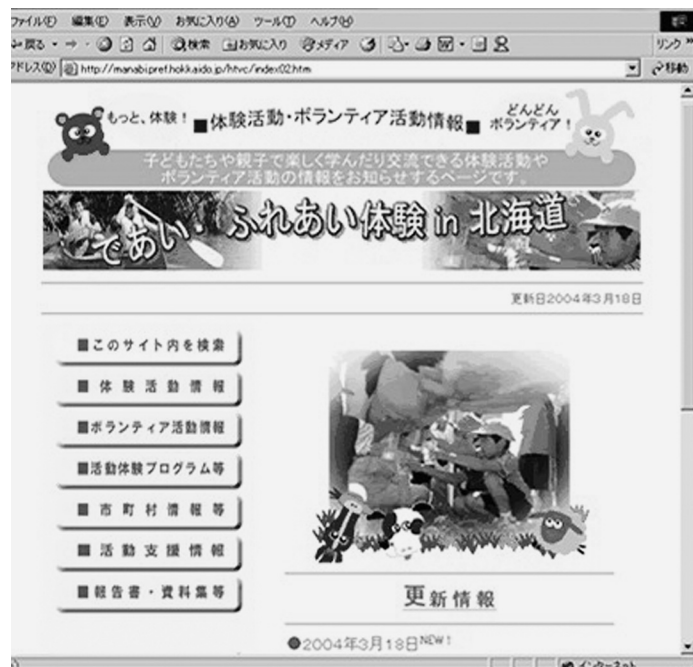 ファイル(F) 編集(E) 表示(V) お気に入り(A) ツール(T) ヘルプ(H)
戻る 検索 お気に入り メディア リンク
アドレス(D) http://manabi.pref.hokkaido.jp/htvc/index02.htm 移動
もっと、体験！ ■体験活動・ボランティア活動情報■ どんどん
ボランティア！
子どもたちや親子で楽しく学んだり交流できる体験活動や
ボランティア活動の情報をお知らせするページです。
であい・ふれあい体験 in 北海道
更新日2004年3月18日
■このサイト内を検索
■体験活動情報
■ボランティア活動情報
■活動体験プログラム等
■市町村情報等
■活動支援情報
■報告書・資料集等
更新情報
●2004年3月18日NEW！
インターネット